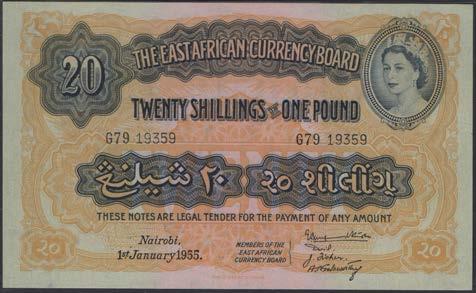 THE EAST AFRICAN CURRENCY BOARD
20
TWENTY SHILLINGS OR ONE POUND
G79 19359 G79 19359
٢٠ شيلينڠ
૨૦ શીલીંગ
THESE NOTES ARE LEGAL TENDER FOR THE PAYMENT OF ANY AMOUNT
Nairobi,
1st January 1955.
MEMBERS OF THE
EAST AFRICAN
CURRENCY BOARD
20 20